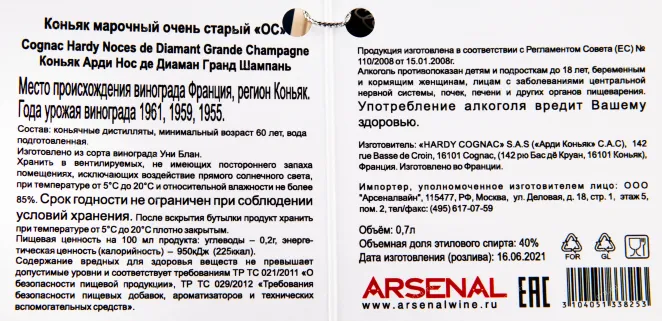 Коньяк марочный очень старый «ОС»
Cognac Hardy Noces de Diamant Grande Champagne
Коньяк Арди Нос де Диаман Гранд Шампань
Место происхождения винограда Франция, регион Коньяк.
Года урожая винограда 1961, 1959, 1955.
Состав: коньячные дистилляты, минимальный возраст 60 лет, вода
подготовленная.
Изготовлено из сорта винограда Уни Блан.
Хранить в вентилируемых, не имеющих постороннего запаха
помещениях, исключающих воздействие прямого солнечного света,
при температуре от 5°С до 20°С и относительной влажности не более
85%. Срок годности не ограничен при соблюдении
условий хранения. После вскрытия бутылки продукт хранить
при температуре от 5°С до 20°С плотно закрытым.
Пищевая ценность на 100 мл продукта: углеводы – 0,2г, энерге-
тическая ценность (калорийность) – 950кДж (225ккал).
Содержание вредных для здоровья веществ не превышает
допустимые уровни и соответствует требованиям ТР ТС 021/2011 «О
безопасности пищевой продукции», ТР ТС 029/2012 «Требования
безопасности пищевых добавок, ароматизаторов и технических
вспомогательных средств».
Продукция изготовлена в соответствии с Регламентом Совета (ЕС) №
110/2008 от 15.01.2008г.
Алкоголь противопоказан детям и подросткам до 18 лет, беременным
и кормящим женщинам, лицам с заболеваниями центральной
нервной системы, почек, печени и других органов пищеварения.
Употребление алкоголя вредит Вашему
здоровью.
Изготовитель: «HARDY COGNAC» S.A.S («Арди Коньяк» С.А.С), 142
rue Basse de Croin, 16101 Cognac, (142 рю Бас дё Круан, 16101 Коньяк),
Франция. Изготовлено во Франции.
Импортер, уполномоченное изготовителем лицо: ООО
"Арсеналвайн", 115477, РФ, Москва, ул. Деловая, д. 18, стр. 1, этаж 5,
пом. 2, тел/факс: (495) 617-07-59
Объём: 0,7л
Объемная доля этилового спирта: 40%
Дата изготовления (розлива): 16.06.2021
FOR
GL
ARSENAL
www.arsenalwine.ru
EAC
3 104051 338253